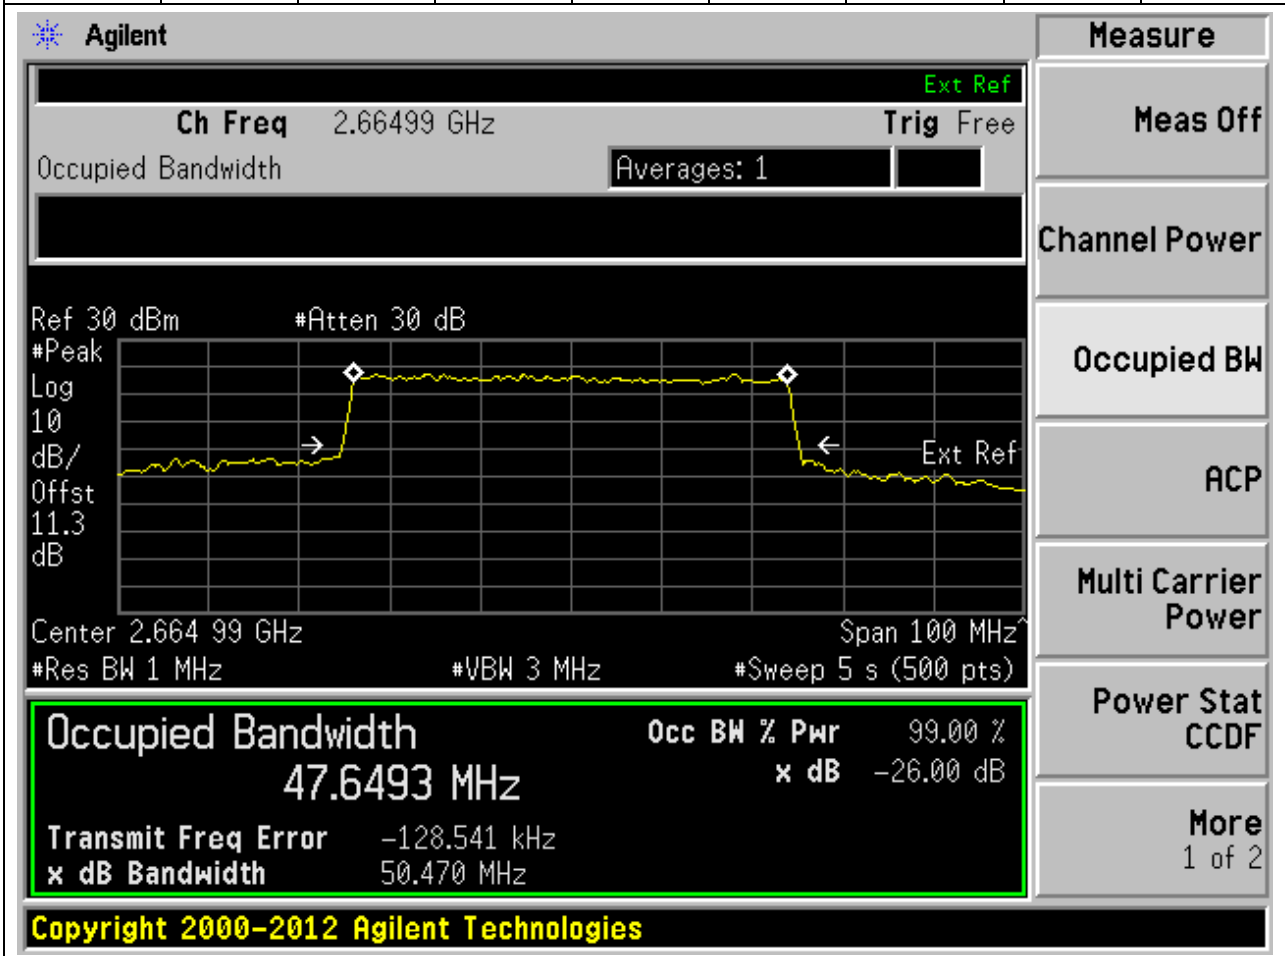 Agilent
Measure
Ext Ref
Ch Freq 2.66499 GHz Trig Free
Meas Off
Occupied Bandwidth Averages: 1
Channel Power
Ref 30 dBm #Atten 30 dB
#Peak
Log
10
dB/
Offst
11.3
dB
Ext Ref
Occupied BW
ACP
Center 2.664 99 GHz Span 100 MHz^
#Res BW 1 MHz #VBW 3 MHz #Sweep 5 s (500 pts)
Multi Carrier
Power
Occupied Bandwidth Occ BW % Pwr 99.00 %
47.6493 MHz x dB -26.00 dB
Transmit Freq Error -128.541 kHz
x dB Bandwidth 50.470 MHz
Power Stat
CCDF
More
1 of 2
Copyright 2000-2012 Agilent Technologies